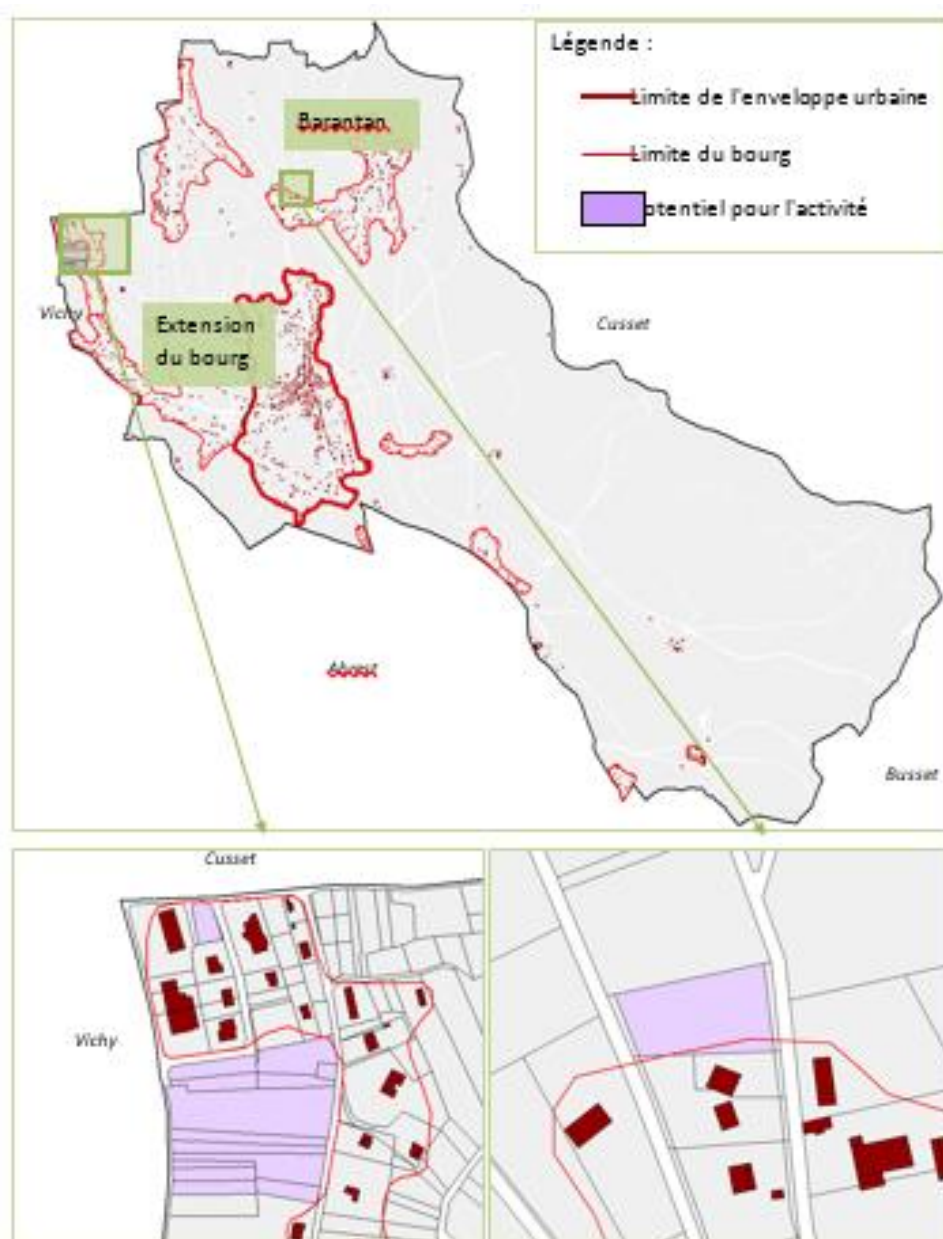 Légende :
Limite de l'enveloppe urbaine
Limite du bourg
otentiel pour l'activité
Barantan
Vichy
Extension
du bourg
Cusset
Abrest
Busset
Cusset
Vichy